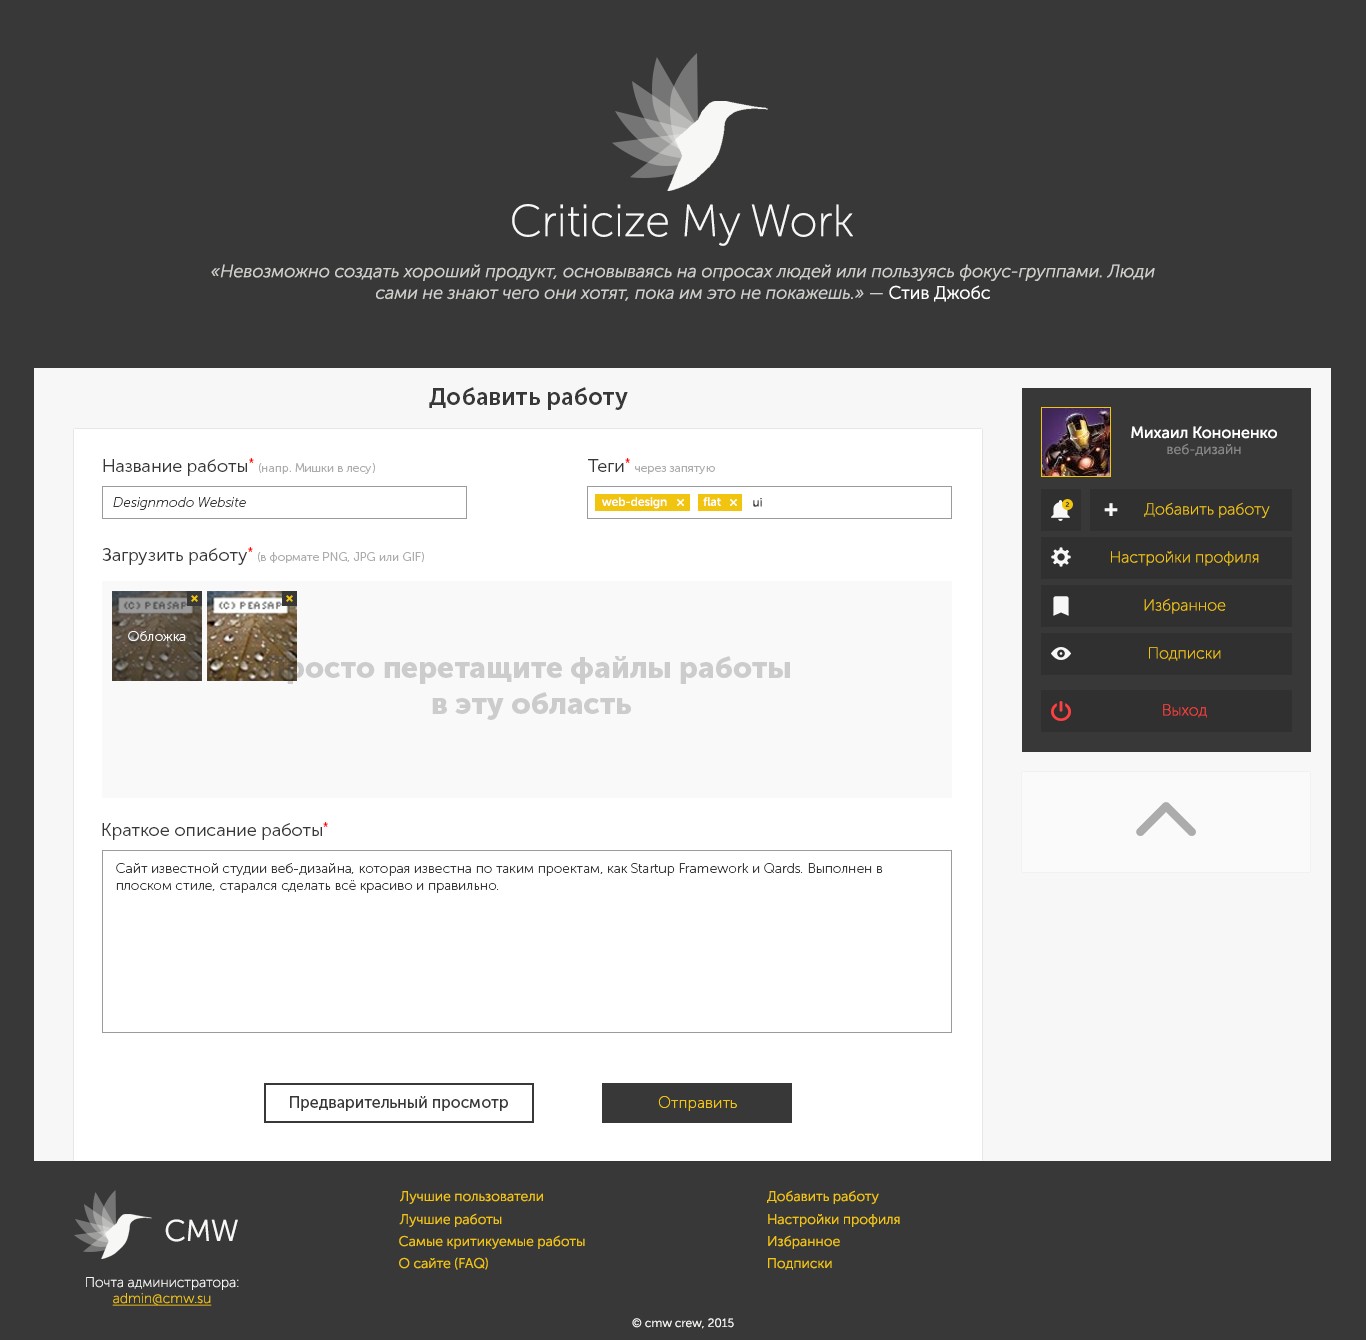 Criticize My Work
«Невозможно создать хороший продукт, основываясь на опросах людей или пользуясь фокус-группами. Люди
сами не знают чего они хотят, пока им это не покажешь.» — Стив Джобс
Добавить работу
Название работы* (напр. Мишки в лесу)
Теги* через запятую
Designmodo Website
web-design × flat × ui
Загрузить работу* (в формате PNG, JPG или GIF)
(C) PEASAP
(C) PEASAP
Обложка
росто перетащите файлы работы
в эту область
Краткое описание работы*
Сайт известной студии веб-дизайна, которая известна по таким проектам, как Startup Framework и Qards. Выполнен в
плоском стиле, старался сделать всё красиво и правильно.
Предварительный просмотр
Отправить
Михаил Кононенко
веб-дизайн
2
Добавить работу
Настройки профиля
Избранное
Подписки
Выход
CMW
Почта администратора:
admin@cmw.su
Лучшие пользователи
Лучшие работы
Самые критикуемые работы
О сайте (FAQ)
Добавить работу
Настройки профиля
Избранное
Подписки
© cmw crew, 2015